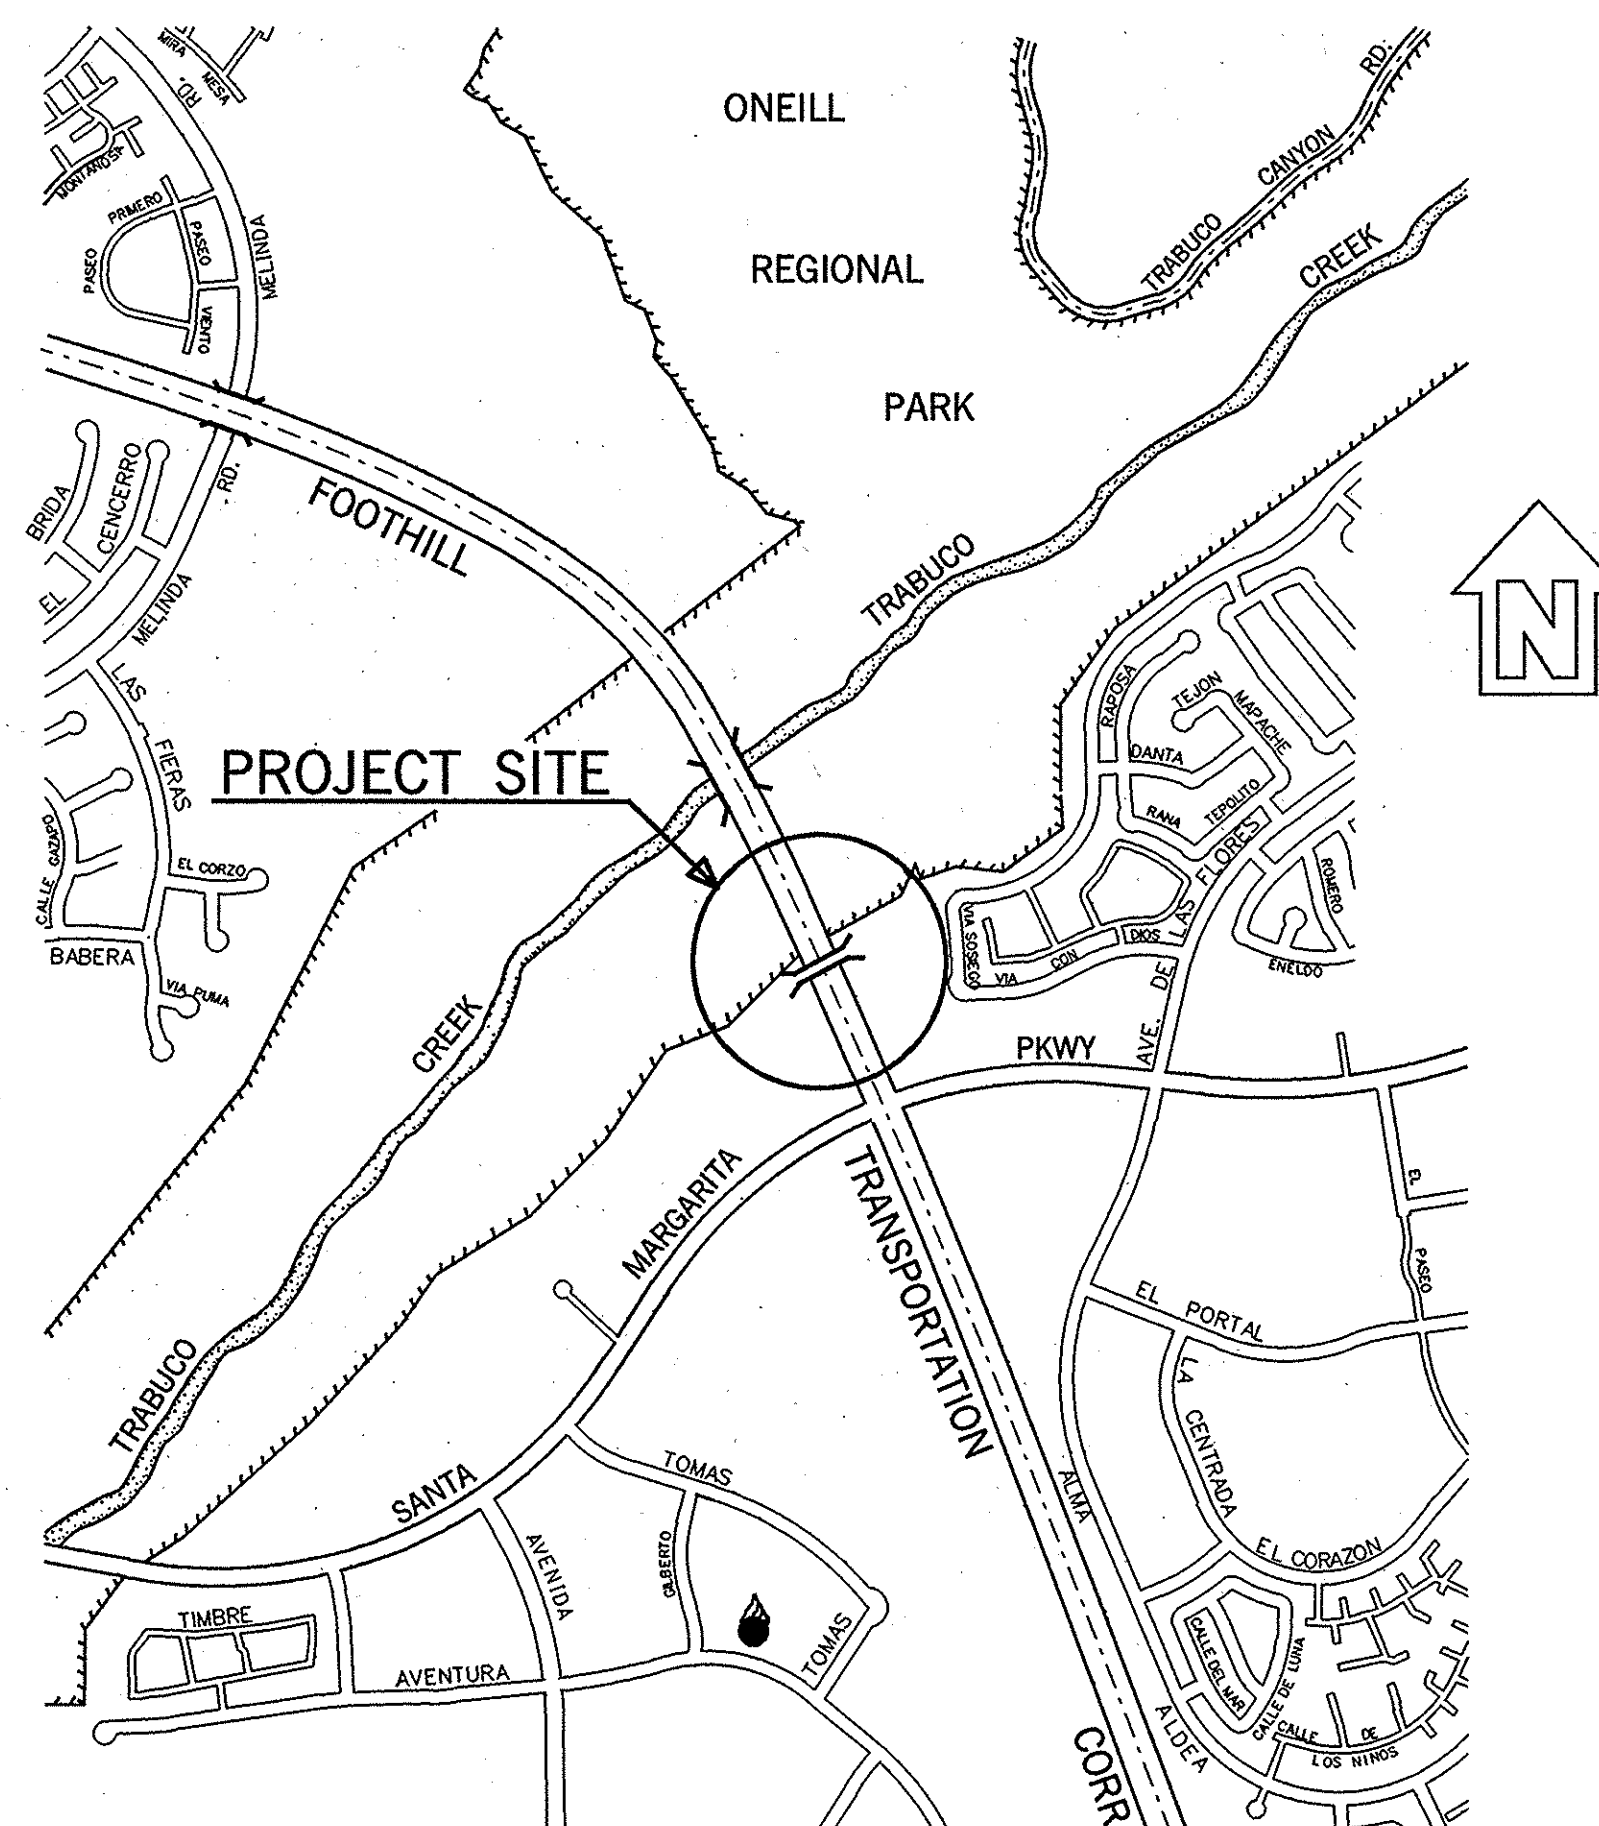 MIRA
MESA
RD.
ONEILL
RD.
CANYON
TRABUCO
MONTANOSA
PRIMERO
PASEO
PASEO
VIENTO
MELINDA
REGIONAL
CREEK
PARK
FOOTHILL
RD.
BRIDA
CENCERRO
EL
MELINDA
TRABUCO
N
LAS
FIERAS
PROJECT SITE
RAPOSA
TEJON
MAPACHE
DANTA
RANA
TEPOLITO
CALLE GAZAPO
EL CORZO
BABERA
VIA PUMA
AVE. DE LAS FLORES
ROMERO
VIA SOSEGO
VIA CON DIOS
ENELDO
CREEK
PKWY
MARGARITA
TRANSPORTATION
EL
PASEO
EL PORTAL
LA
CENTRADA
TRABUCO
SANTA
TOMAS
ALMA
EL CORAZON
AVENIDA
GILBERTO
TIMBRE
TOMAS
AVENTURA
CALLE DEL MAR
CALLE DE LUNA
ALDEA
CALLE DE
LOS NINOS
CORR